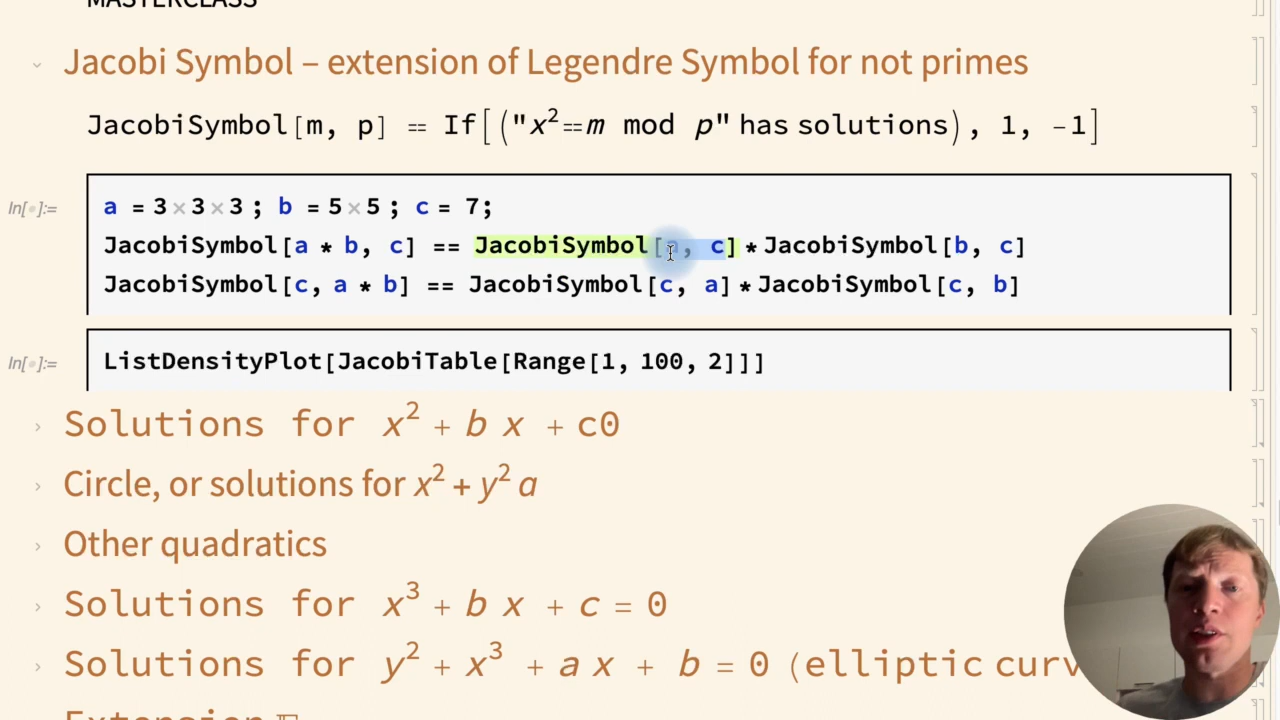 MASTERCLASS
Jacobi Symbol – extension of Legendre Symbol for not primes
JacobiSymbol[m, p] == If[("x²==m mod p" has solutions), 1, -1]
In[•]:=
a = 3×3×3; b = 5×5; c = 7;
JacobiSymbol[a * b, c] == JacobiSymbol[a, c]*JacobiSymbol[b, c]
JacobiSymbol[c, a * b] == JacobiSymbol[c, a]*JacobiSymbol[c, b]
In[•]:=
ListDensityPlot[JacobiTable[Range[1, 100, 2]]]
Solutions for x² + b x + c0
Circle, or solutions for x² + y² a
Other quadratics
Solutions for x³ + b x + c = 0
Solutions for y² + x³ + a x + b = 0 (elliptic curv
Extension